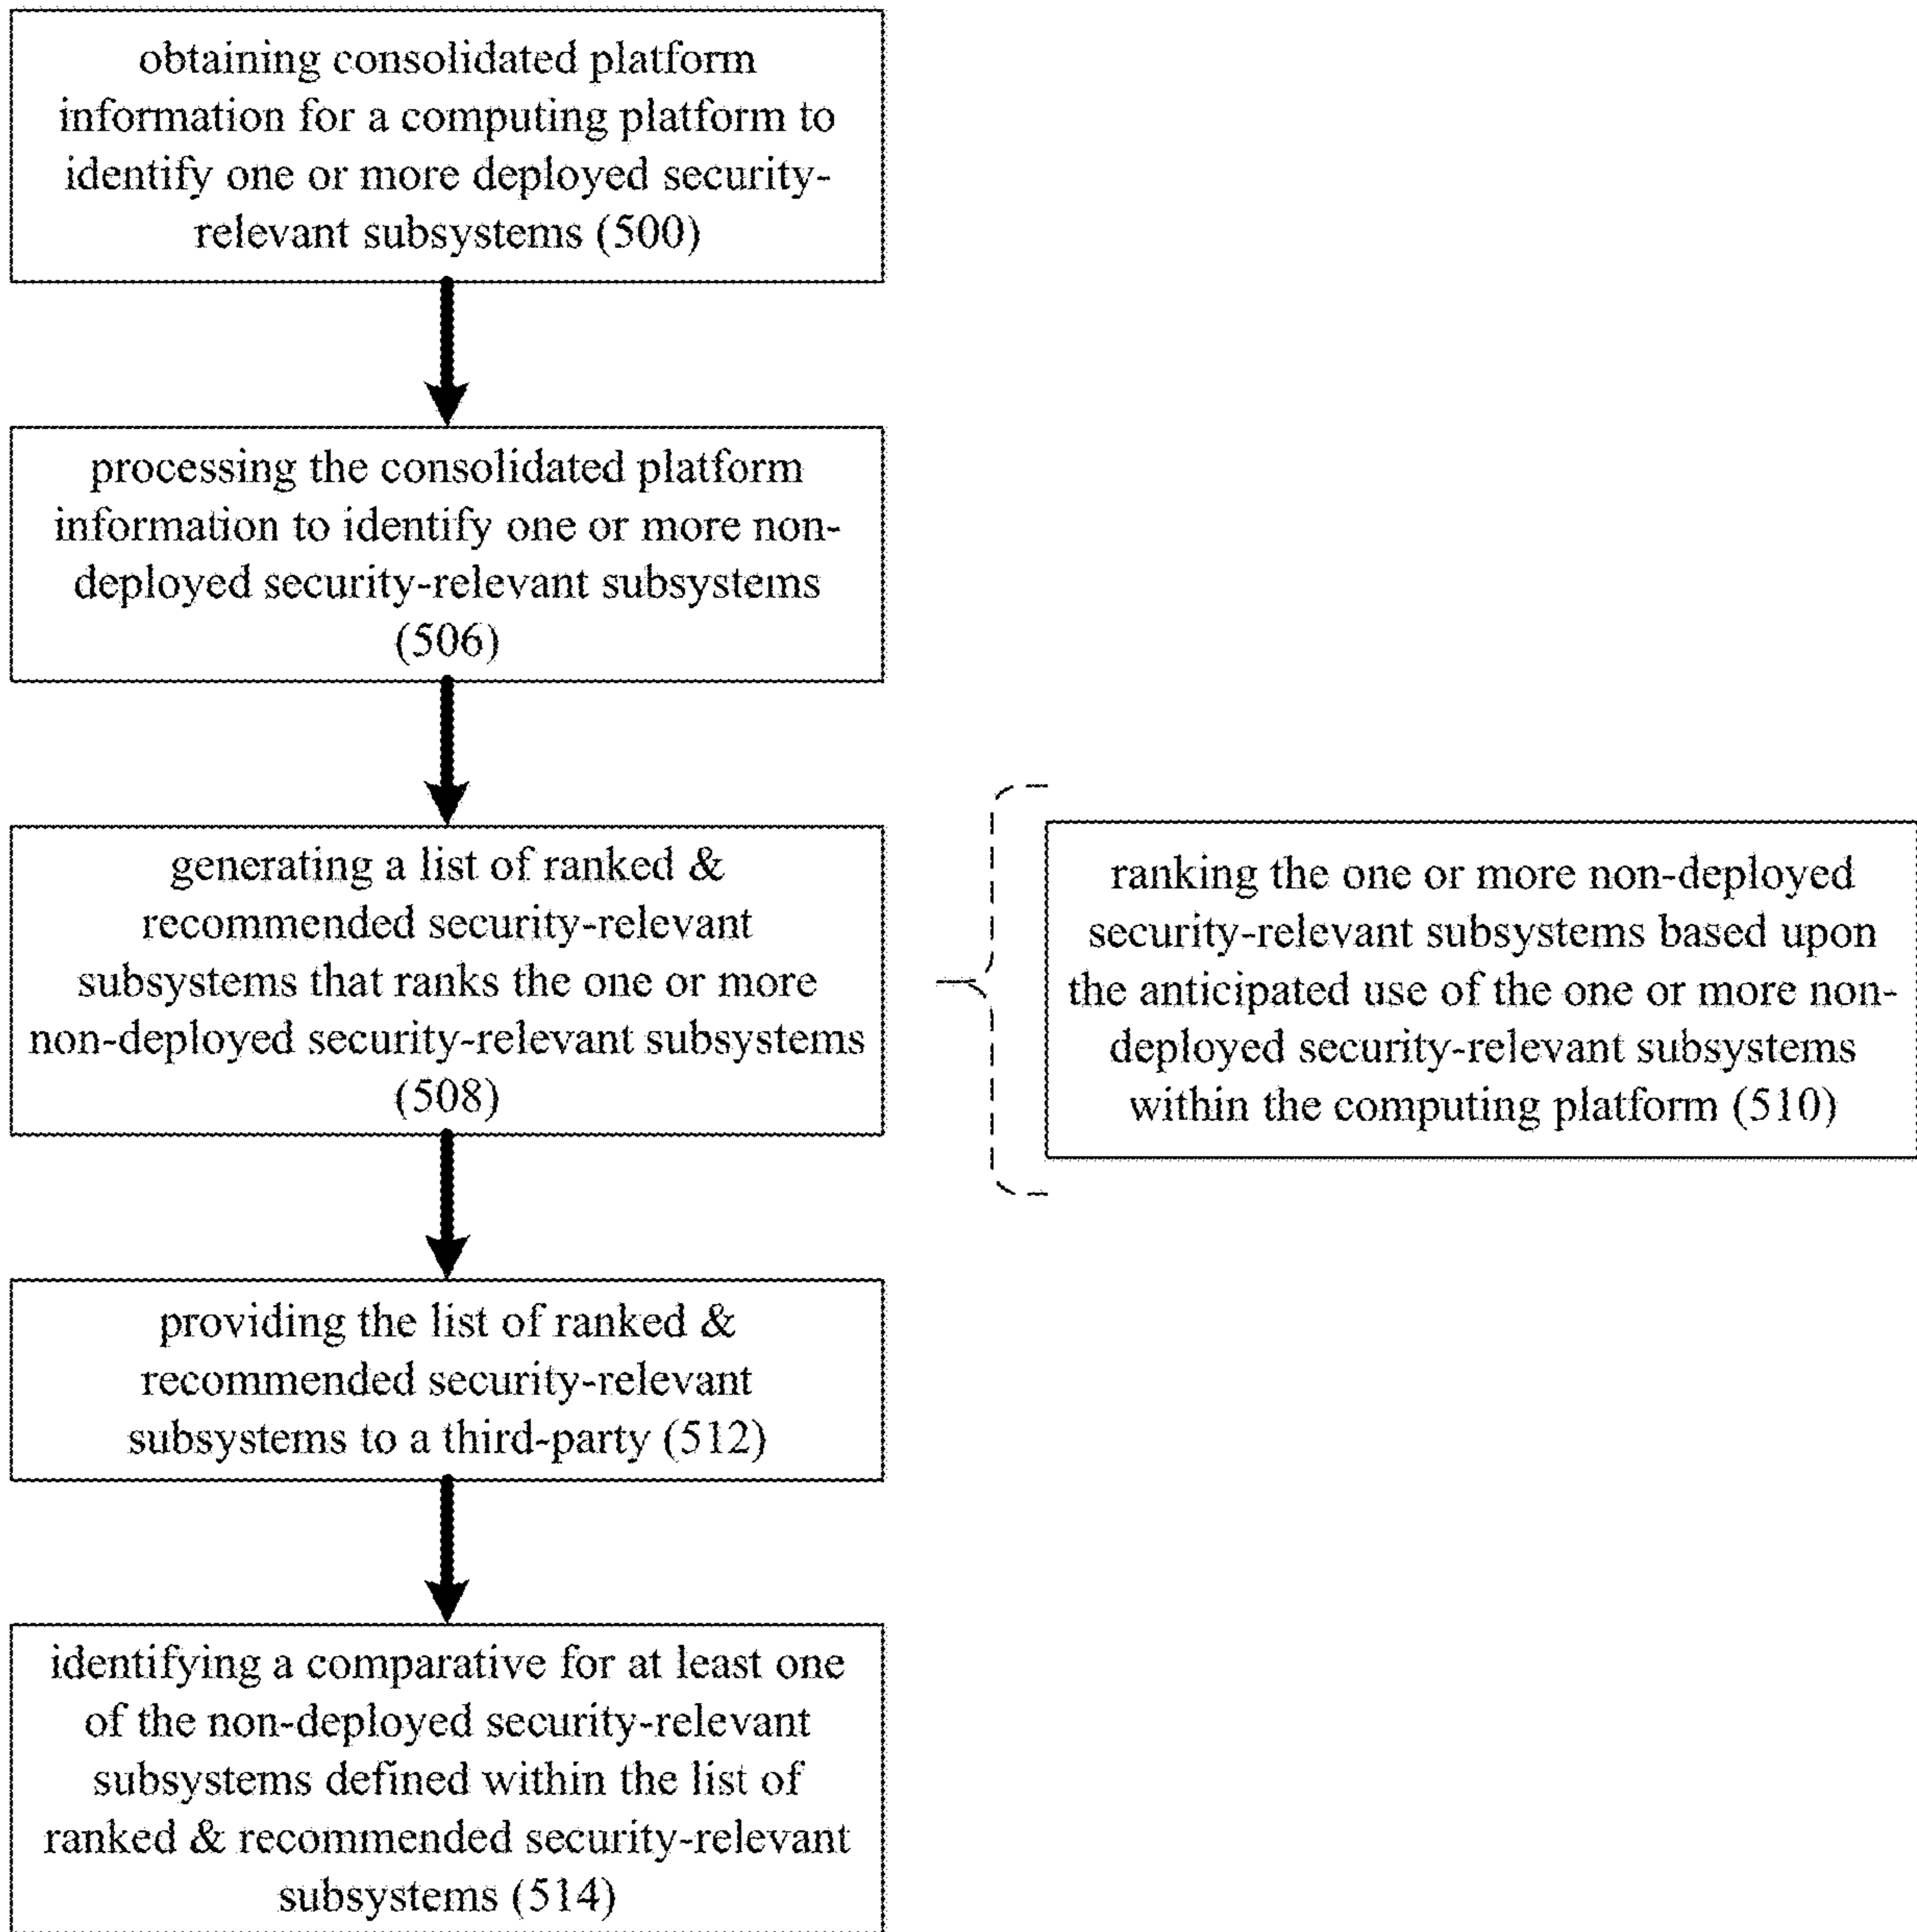 obtaining consolidated platform
information for a computing platform to
identify one or more deployed security-
relevant subsystems (500)
processing the consolidated platform
information to identify one or more non-
deployed security-relevant subsystems
(506)
generating a list of ranked &
recommended security-relevant
subsystems that ranks the one or more
non-deployed security-relevant subsystems
(508)
ranking the one or more non-deployed
security-relevant subsystems based upon
the anticipated use of the one or more non-
deployed security-relevant subsystems
within the computing platform (510)
providing the list of ranked &
recommended security-relevant
subsystems to a third-party (512)
identifying a comparative for at least one
of the non-deployed security-relevant
subsystems defined within the list of
ranked & recommended security-relevant
subsystems (514)